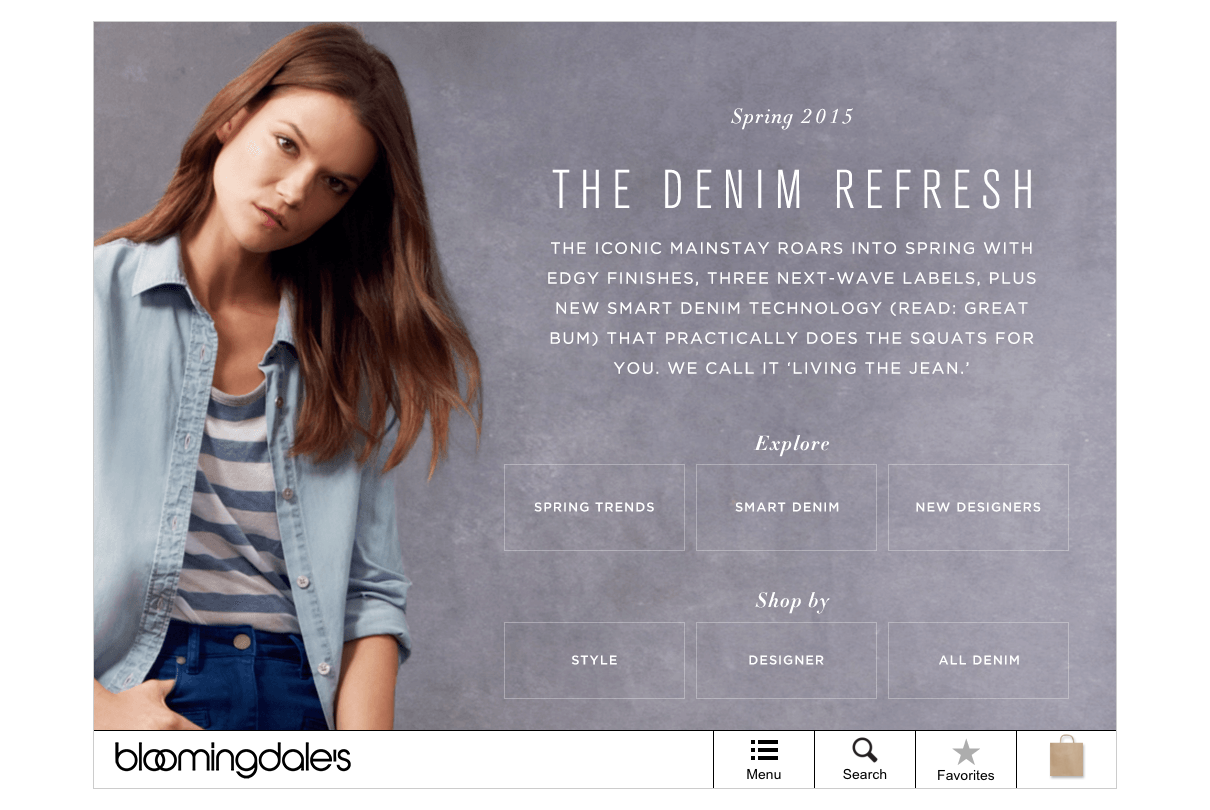 Spring 2015
THE DENIM REFRESH
THE ICONIC MAINSTAY ROARS INTO SPRING WITH
EDGY FINISHES, THREE NEXT-WAVE LABELS, PLUS
NEW SMART DENIM TECHNOLOGY (READ: GREAT
BUM) THAT PRACTICALLY DOES THE SQUATS FOR
YOU. WE CALL IT ‘LIVING THE JEAN.’
Explore
SPRING TRENDS SMART DENIM NEW DESIGNERS
Shop by
STYLE DESIGNER ALL DENIM
bloomingdale's
Menu Search Favorites